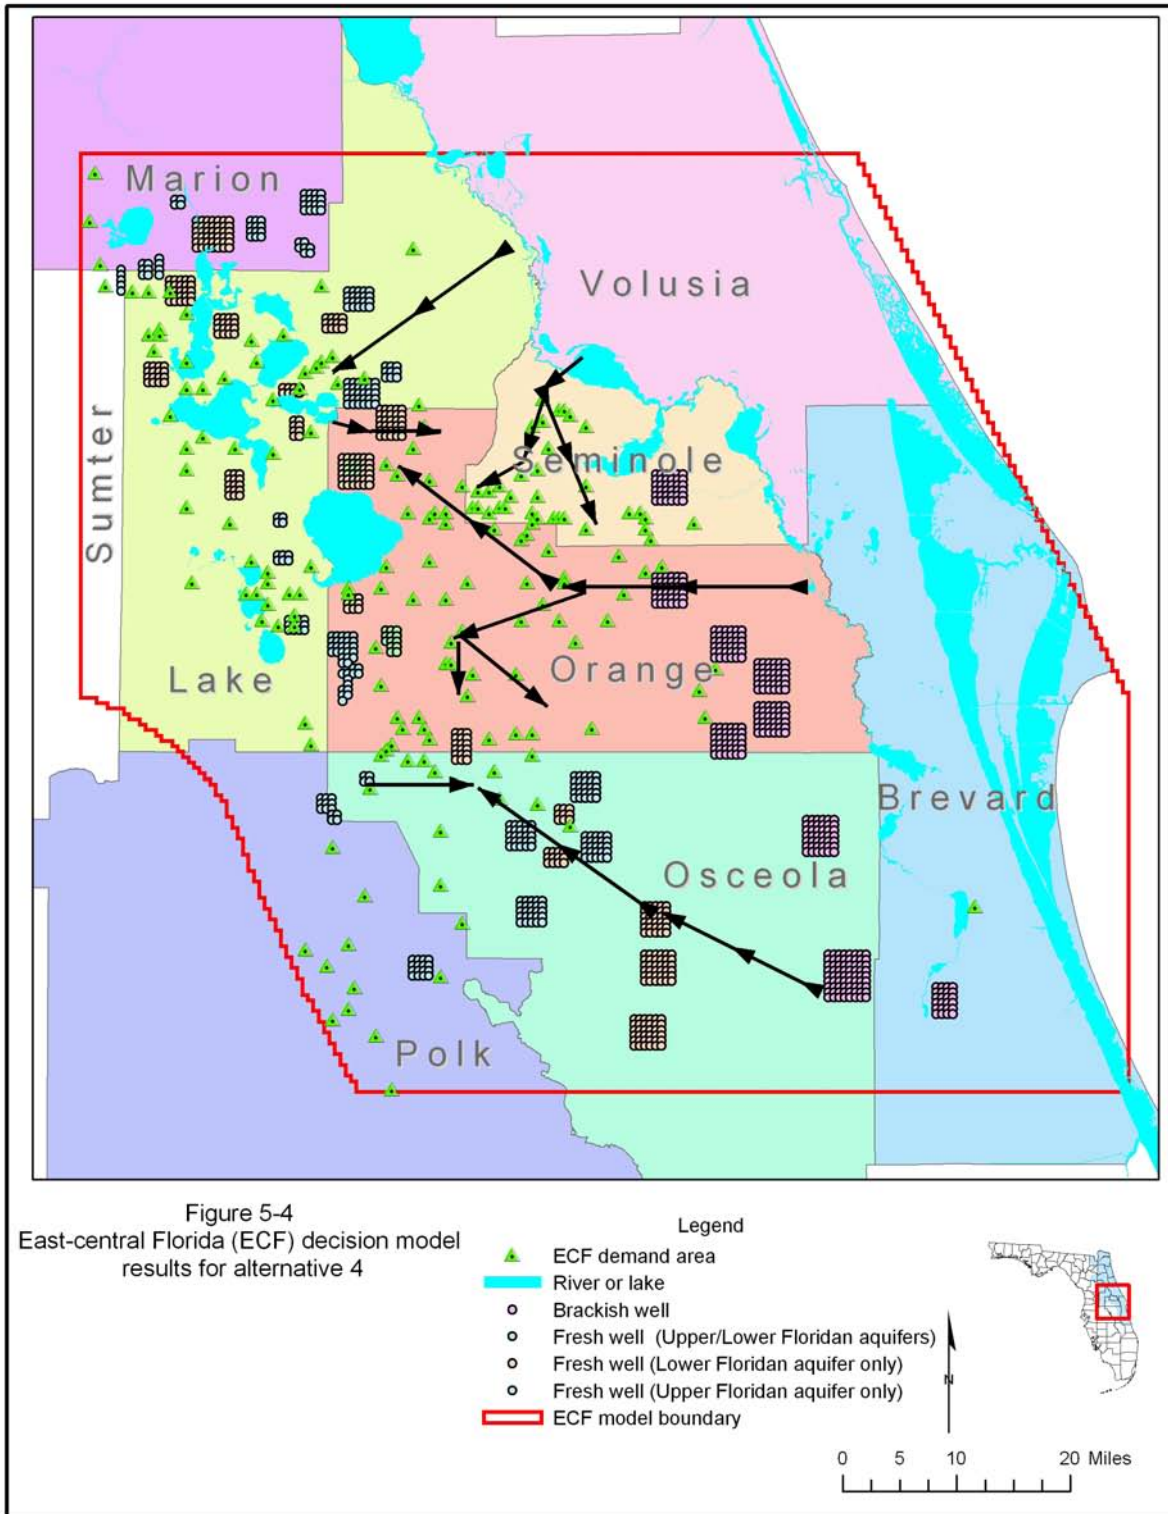 Marion
Volusia
Sumter
Seminole
Lake
Orange
Brevard
Osceola
Polk
Figure 5-4
East-central Florida (ECF) decision model
results for alternative 4
Legend
ECF demand area
River or lake
Brackish well
Fresh well (Upper/Lower Floridan aquifers)
Fresh well (Lower Floridan aquifer only)
Fresh well (Upper Floridan aquifer only)
ECF model boundary
N
0 5 10 20 Miles